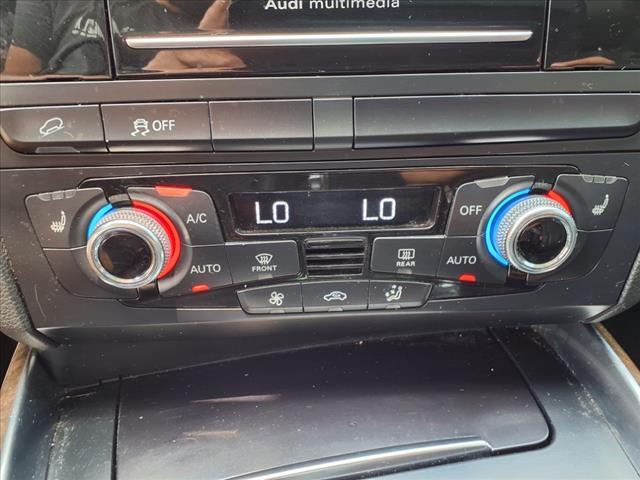 Audi multimedia
OFF
A/C
LO
LO
OFF
AUTO
FRONT
REAR
AUTO